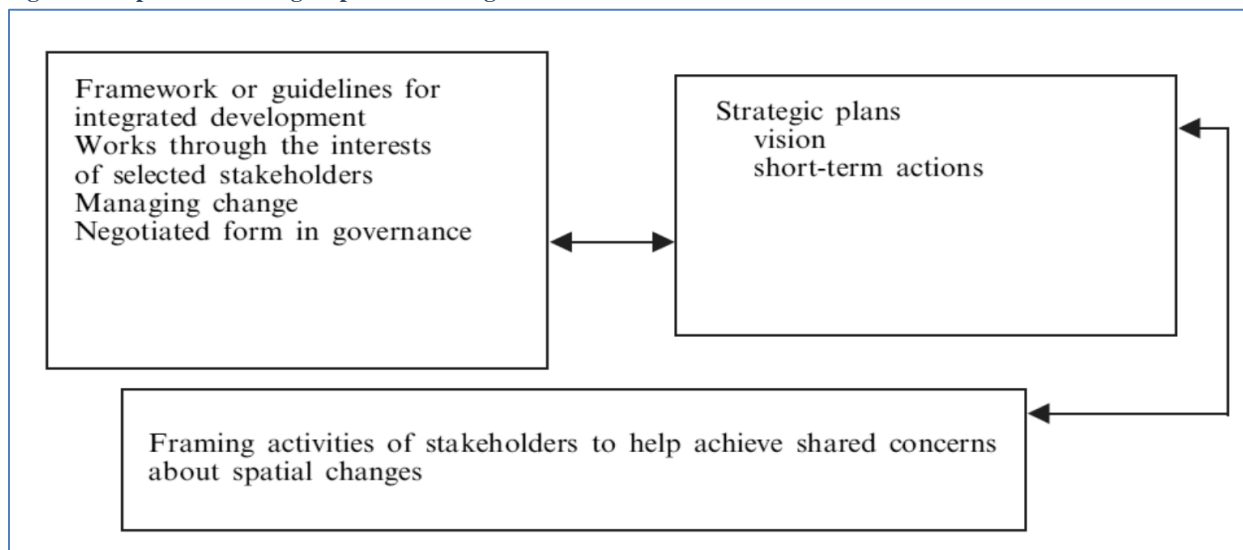 Framework or guidelines for
integrated development
Works through the interests
of selected stakeholders
Managing change
Negotiated form in governance
Strategic plans
vision
short-term actions
Framing activities of stakeholders to help achieve shared concerns
about spatial changes